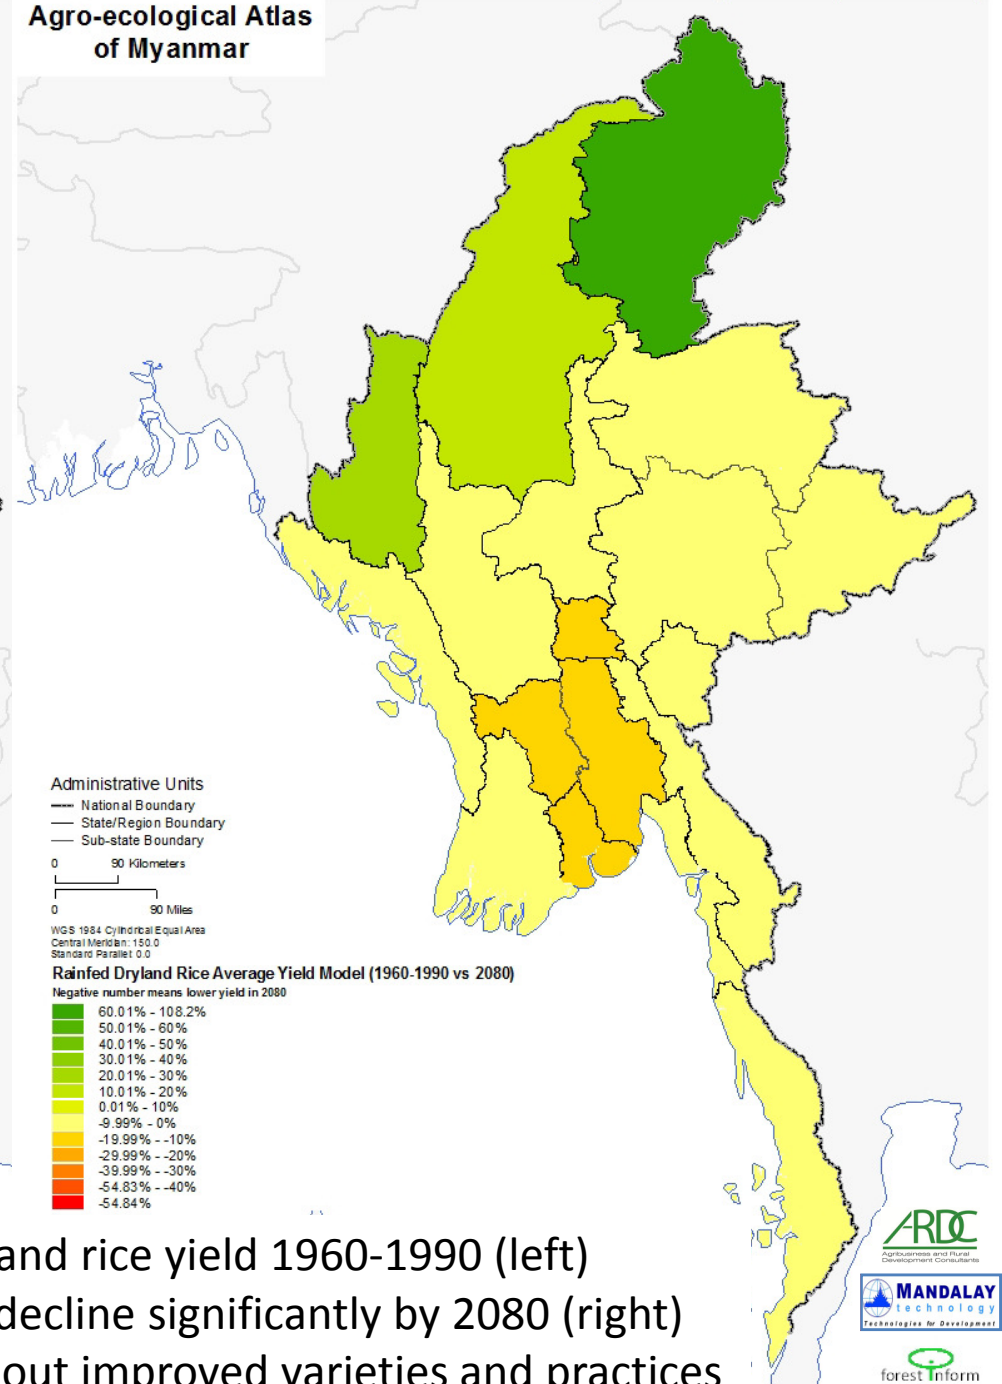 Agro-ecological Atlas
of Myanmar
Administrative Units
National Boundary
State/Region Boundary
Sub-state Boundary
0 90 Kilometers
0 90 Miles
WGS 1984 Cylindrical Equal Area
Central Meridian: 150.0
Standard Parallel: 0.0
Rainfed Dryland Rice Average Yield Model (1960-1990 vs 2080)
Negative number means lower yield in 2080
60.01% - 108.2%
50.01% - 60%
40.01% - 50%
30.01% - 40%
20.01% - 30%
10.01% - 20%
0.01% - 10%
-9.99% - 0%
-19.99% - -10%
-29.99% - -20%
-39.99% - -30%
-54.83% - -40%
-54.84%
and rice yield 1960-1990 (left)
decline significantly by 2080 (right)
out improved varieties and practices
ARDC
Agribusiness and Rural
Development Consultants
MANDALAY
technology
Technologies for Development
forest inform